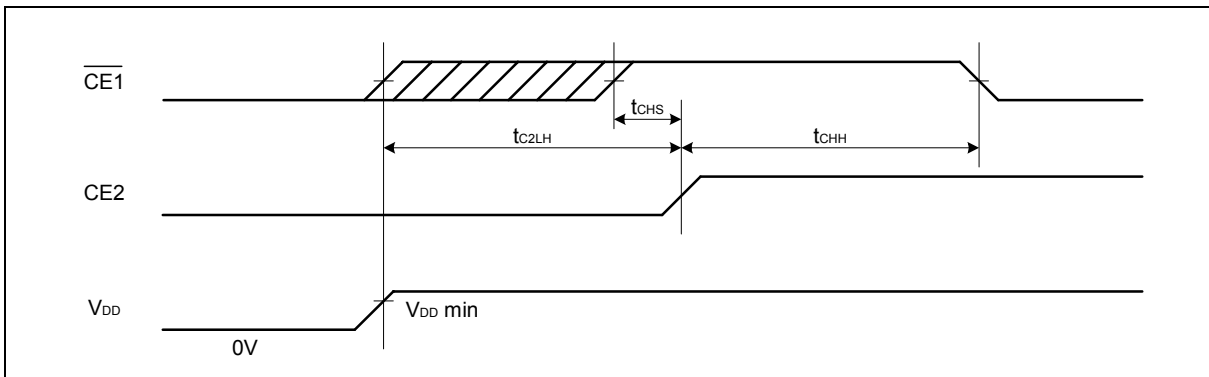 CE1
tCHS
tC2LH
tCHH
CE2
VDD
VDD min
0V